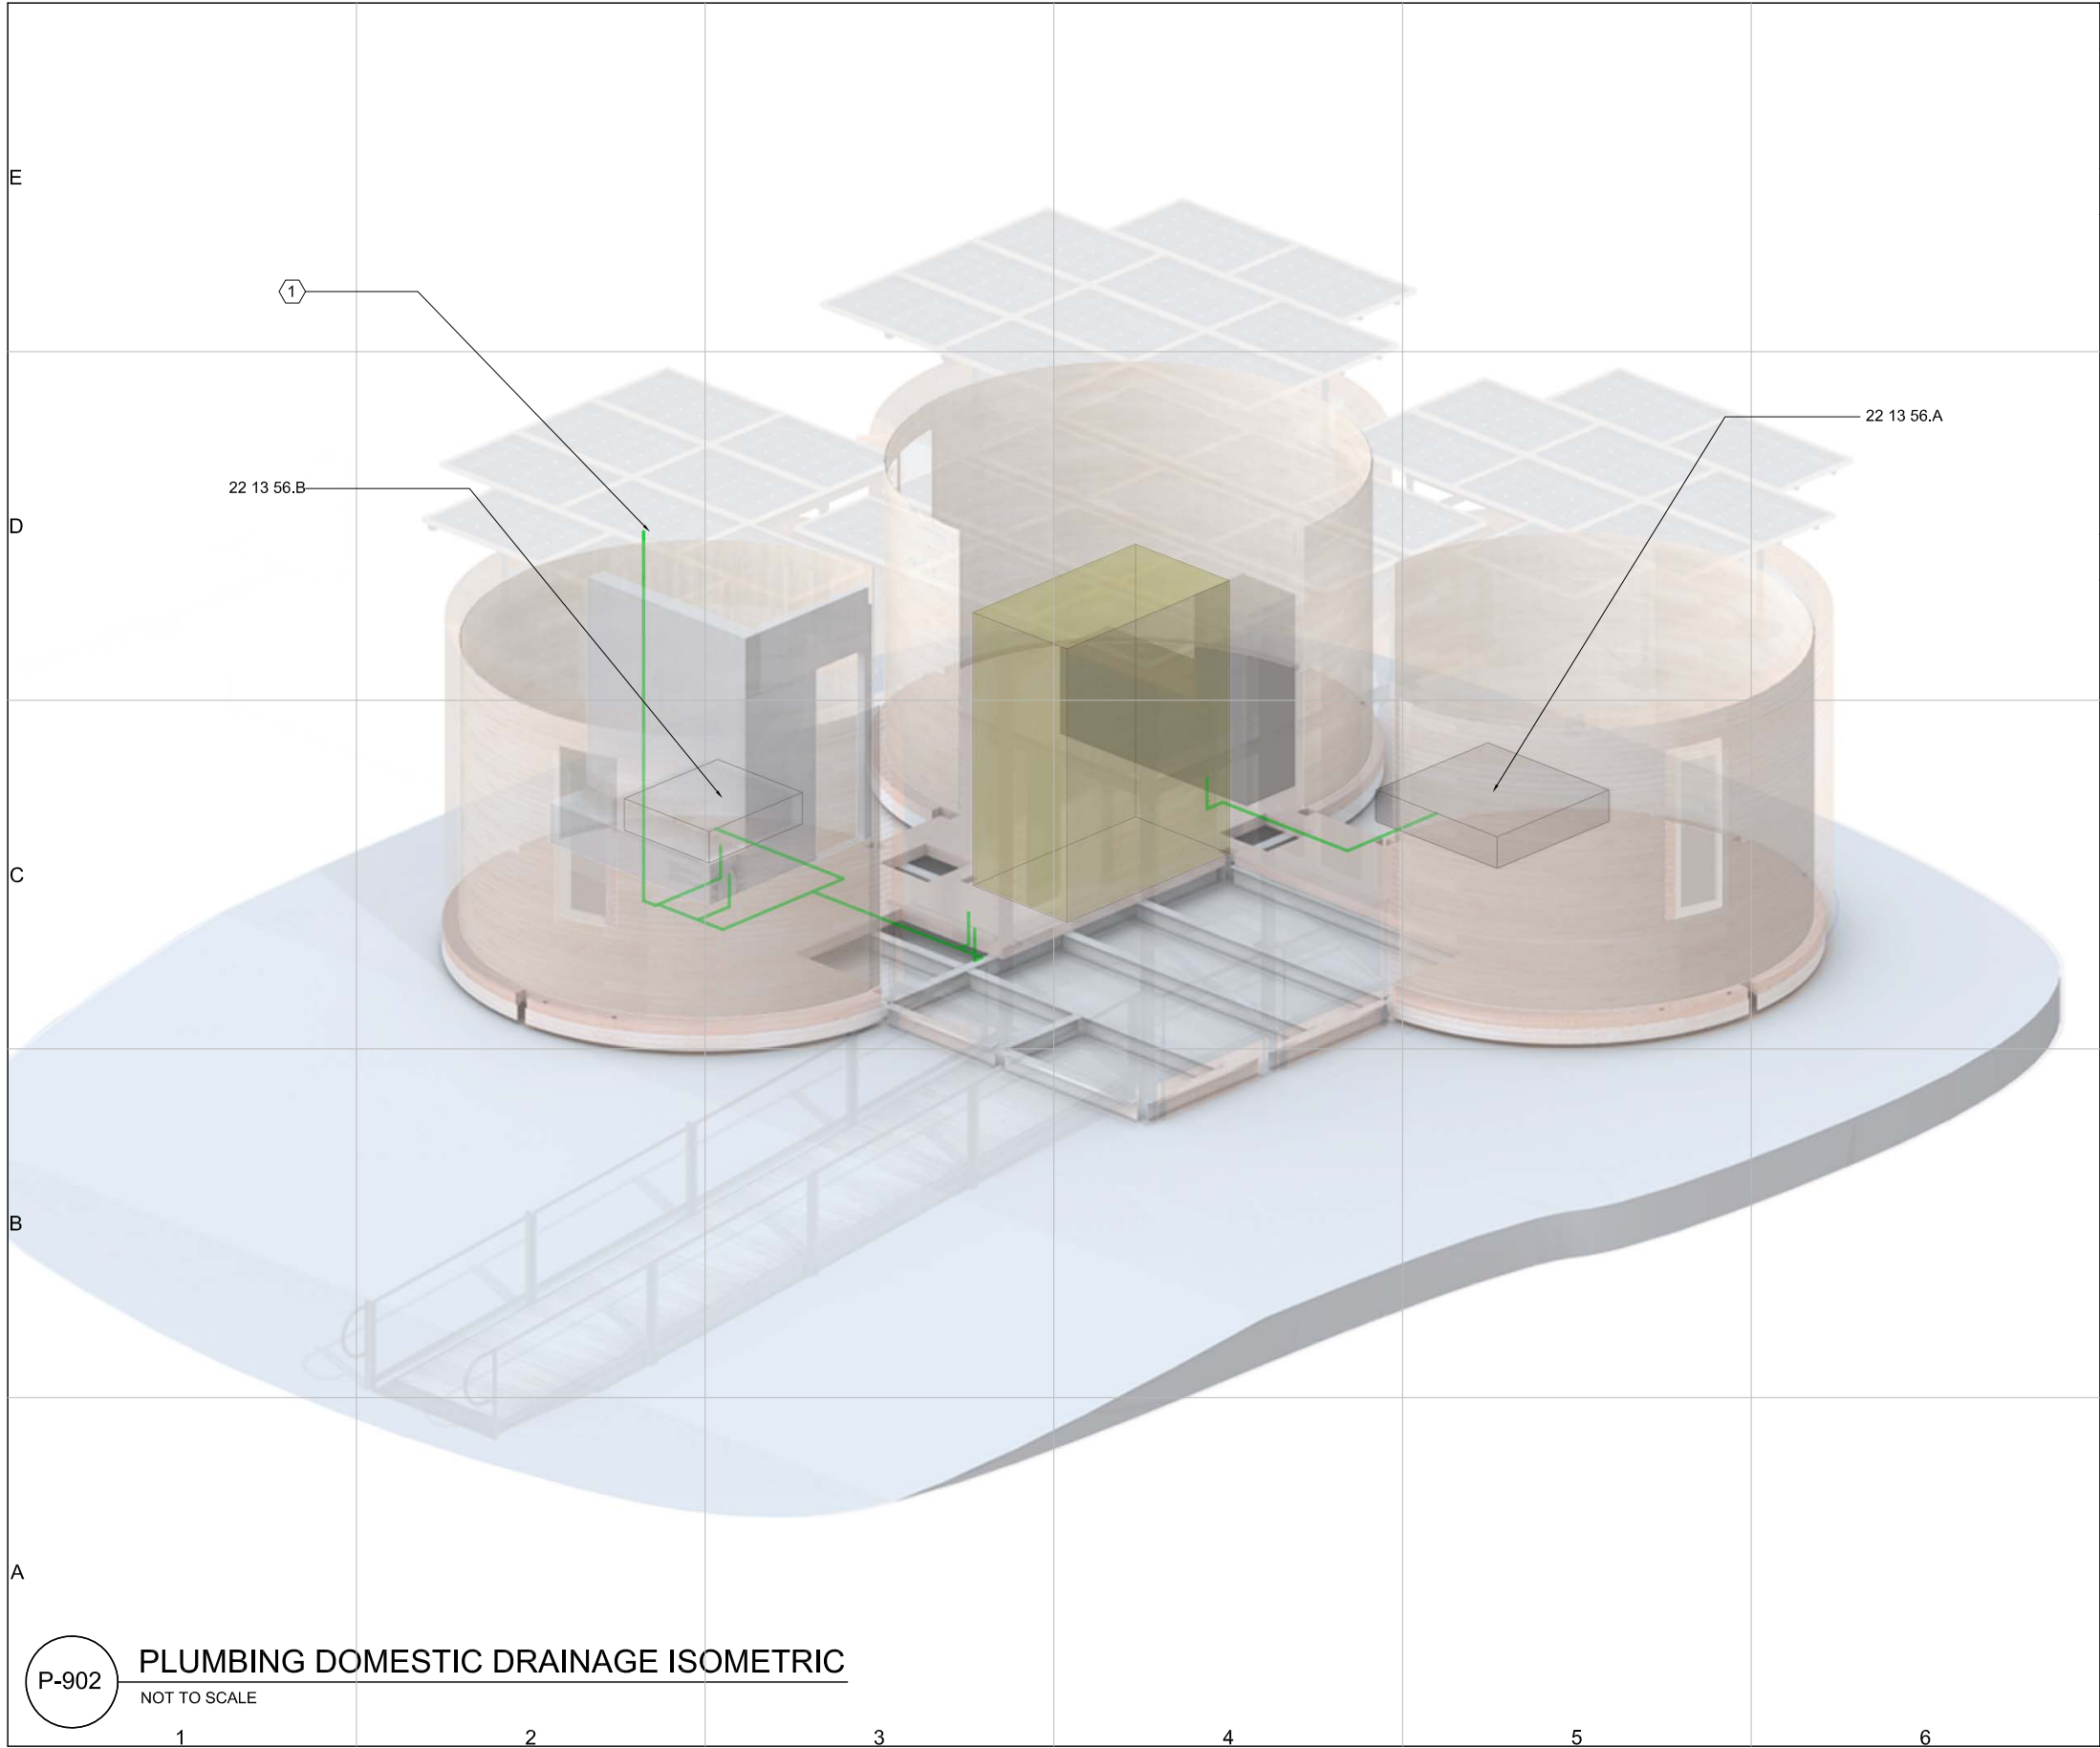 E
1
22 13 56.A
22 13 56.B
D
C
B
A
P-902
PLUMBING DOMESTIC DRAINAGE ISOMETRIC
NOT TO SCALE
1 2 3 4 5 6